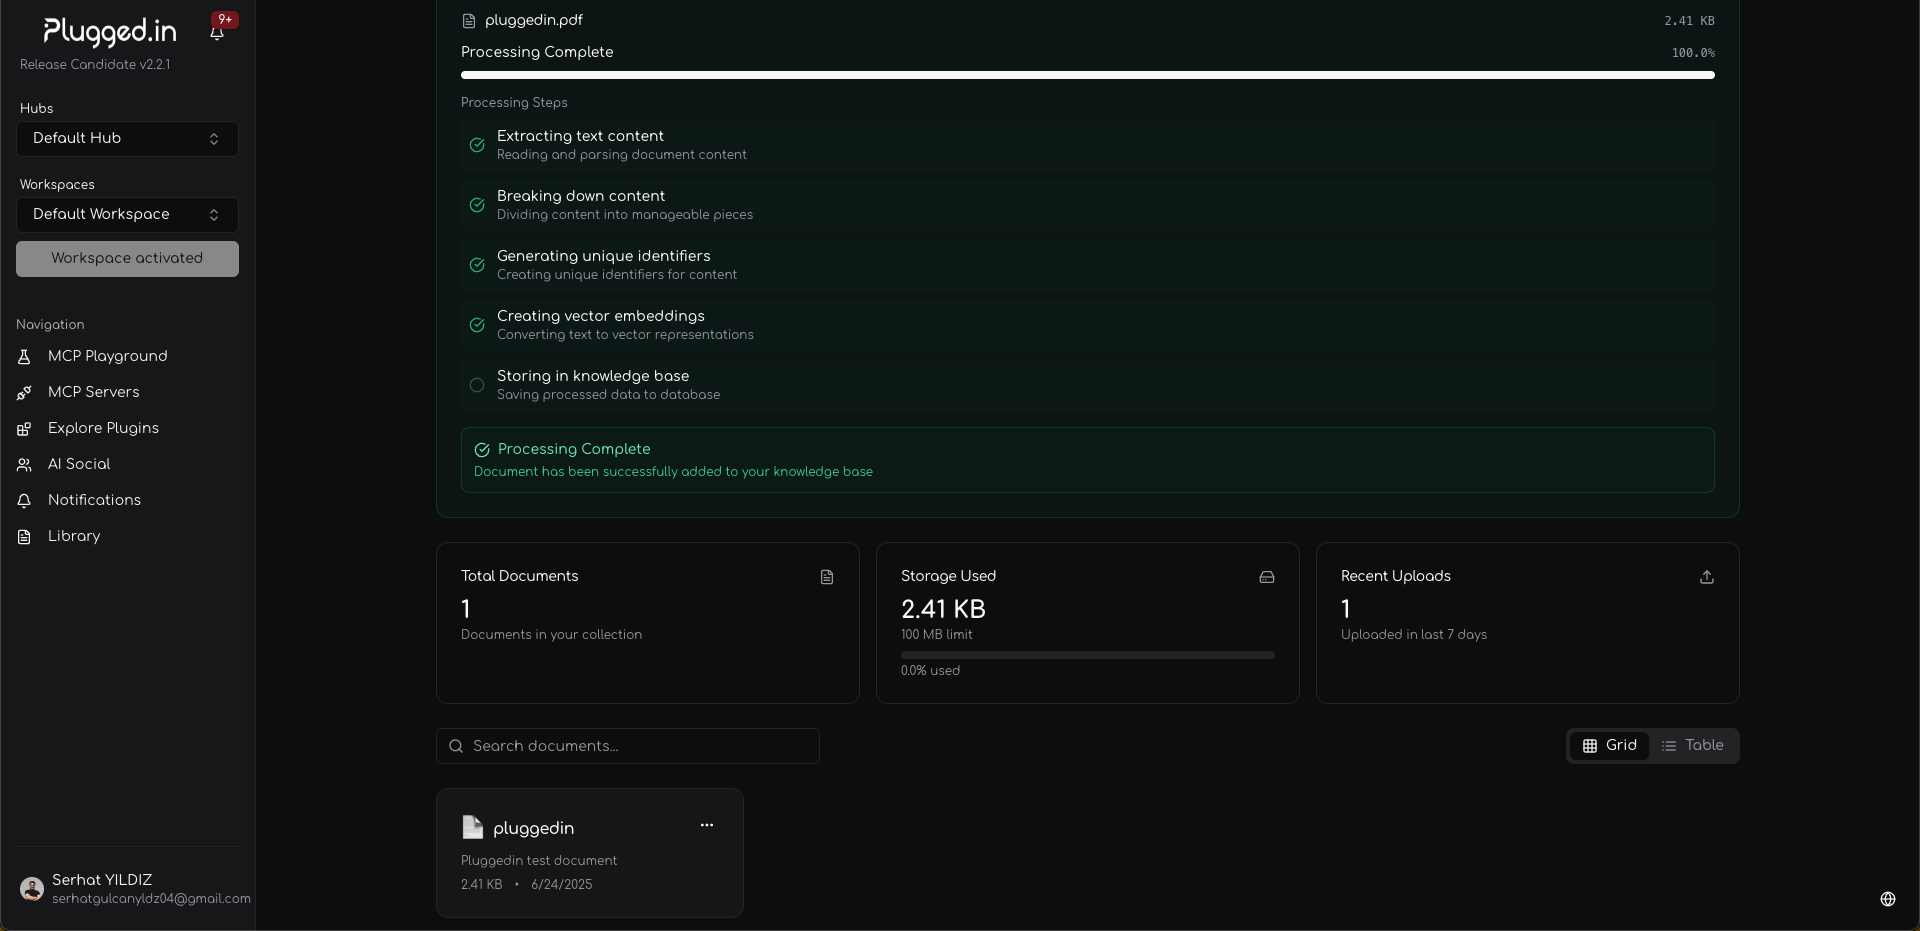 Plugged.in
9+
Release Candidate v2.2.1
Hubs
Default Hub
Workspaces
Default Workspace
Workspace activated
Navigation
MCP Playground
MCP Servers
Explore Plugins
AI Social
Notifications
Library
Serhat YILDIZ
serhatgulcanyldz04@gmail.com
pluggedin.pdf
2.41 KB
Processing Complete
100.0%
Processing Steps
Extracting text content
Reading and parsing document content
Breaking down content
Dividing content into manageable pieces
Generating unique identifiers
Creating unique identifiers for content
Creating vector embeddings
Converting text to vector representations
Storing in knowledge base
Saving processed data to database
Processing Complete
Document has been successfully added to your knowledge base
Total Documents
1
Documents in your collection
Storage Used
2.41 KB
100 MB limit
0.0% used
Recent Uploads
1
Uploaded in last 7 days
Search documents...
Grid
Table
pluggedin
Pluggedin test document
2.41 KB • 6/24/2025